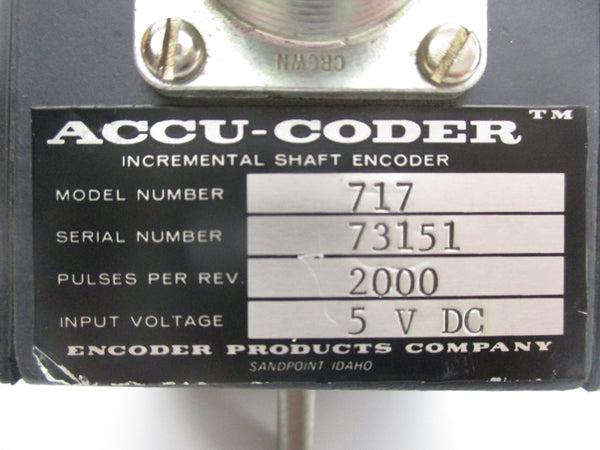 CROWN
ACCU-CODER™
INCREMENTAL SHAFT ENCODER
MODEL NUMBER 717
SERIAL NUMBER 73151
PULSES PER REV. 2000
INPUT VOLTAGE 5 V DC
ENCODER PRODUCTS COMPANY
SANDPOINT IDAHO